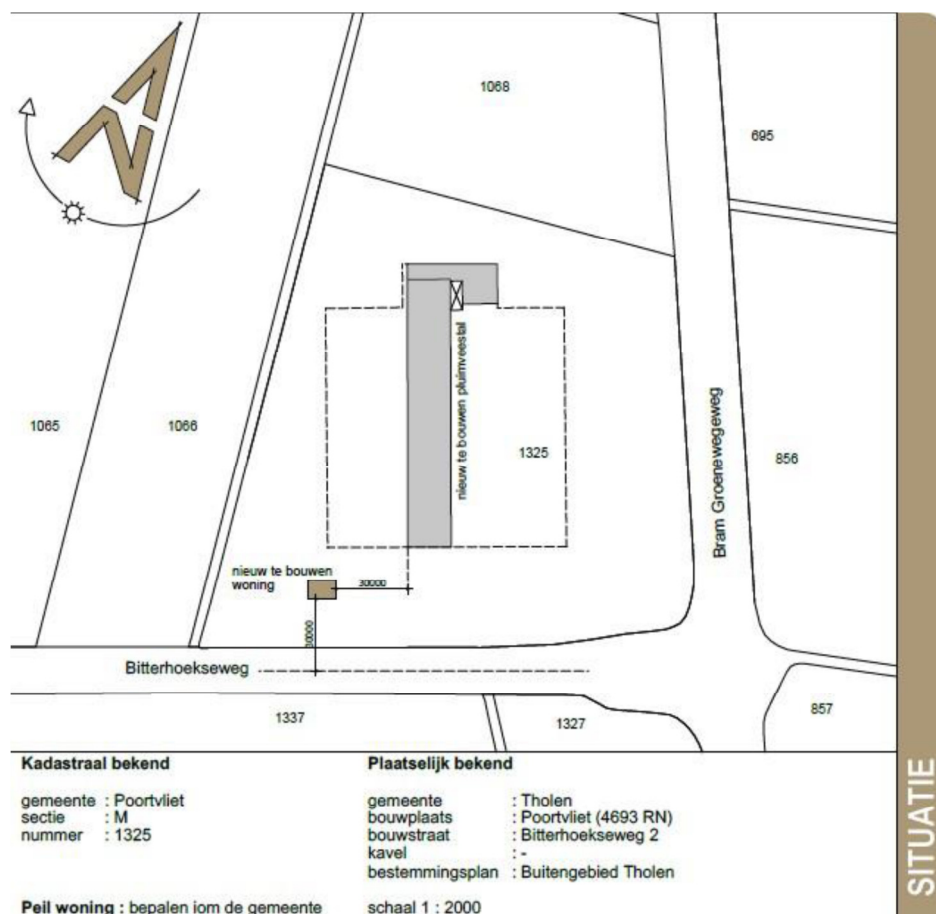 1068
695
nieuw te bouwen pluimveestal
1065
1066
1325
Bram Groenewegeweg
856
nieuw te bouwen
woning
30000
30000
Bitterhoekseweg
1337
1327
857
Kadastraal bekend
gemeente : Poortvliet
sectie : M
nummer : 1325
Plaatselijk bekend
gemeente : Tholen
bouwplaats : Poortvliet (4693 RN)
bouwstraat : Bitterhoekseweg 2
kavel : -
bestemmingsplan : Buitengebied Tholen
Peil woning : bepalen iom de gemeente
schaal 1 : 2000
SITUATIE